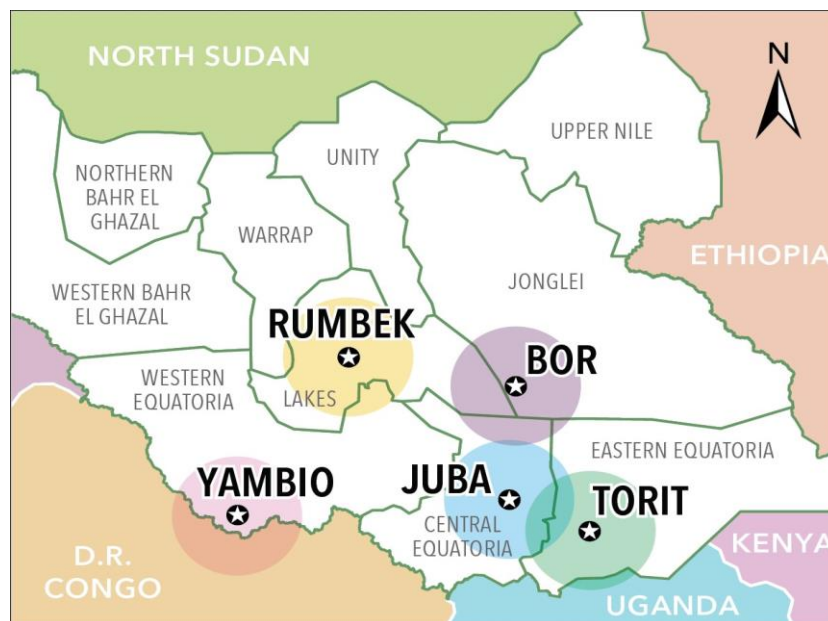 NORTH SUDAN
N
UPPER NILE
UNITY
NORTHERN
BAHR EL
GHAZAL
WARRAP
ETHIOPIA
JONGLEI
WESTERN BAHR
EL GHAZAL
RUMBEK
BOR
WESTERN
EQUATORIA
LAKES
EASTERN EQUATORIA
YAMBIO
JUBA
TORIT
CENTRAL
EQUATORIA
KENYA
D.R.
CONGO
UGANDA